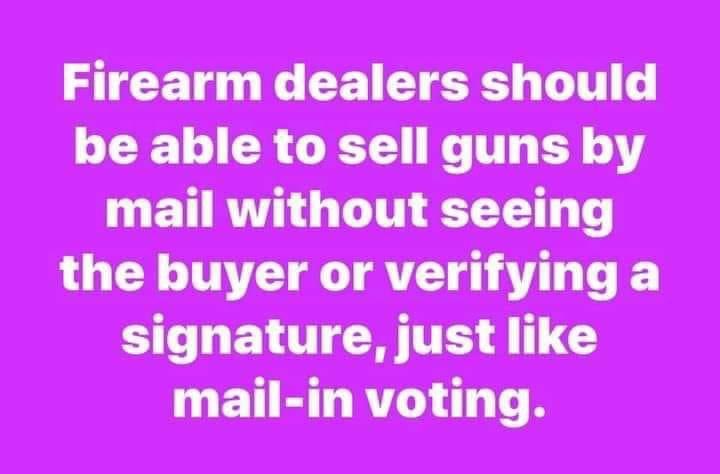 Firearm dealers should
be able to sell guns by
mail without seeing
the buyer or verifying a
signature, just like
mail-in voting.